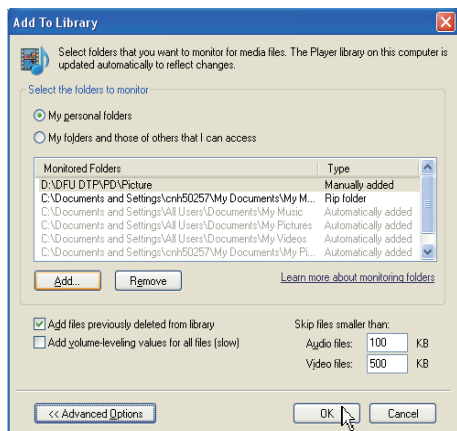 Add To Library
Select folders that you want to monitor for media files. The Player library on this computer is
updated automatically to reflect changes.
Select the folders to monitor
My personal folders
My folders and those of others that I can access
Monitored Folders Type
D:\DFU DTP\PD\Picture Manually added
C:\Documents and Settings\cnh50257\My Documents\My M... Rip folder
C:\Documents and Settings\All Users\Documents\My Music Automatically added
C:\Documents and Settings\All Users\Documents\My Pictures Automatically added
C:\Documents and Settings\All Users\Documents\My Videos Automatically added
C:\Documents and Settings\cnh50257\My Documents\My Pi... Automatically added
Add... Remove Learn more about monitoring folders
Add files previously deleted from library Skip files smaller than:
Add volume-leveling values for all files (slow) Audio files: 100 KB
Video files: 500 KB
<< Advanced Options OK Cancel